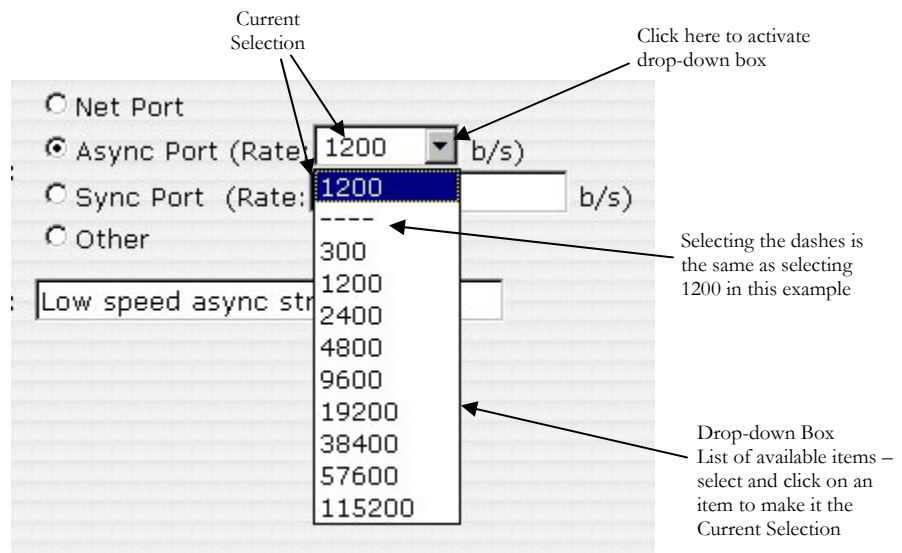 Current
Selection
Click here to activate
drop-down box
Net Port
Async Port (Rate: 1200 b/s)
Sync Port (Rate: b/s)
Other
: Low speed async str
1200
----
300
1200
2400
4800
9600
19200
38400
57600
115200
Selecting the dashes is
the same as selecting
1200 in this example
Drop-down Box
List of available items –
select and click on an
item to make it the
Current Selection